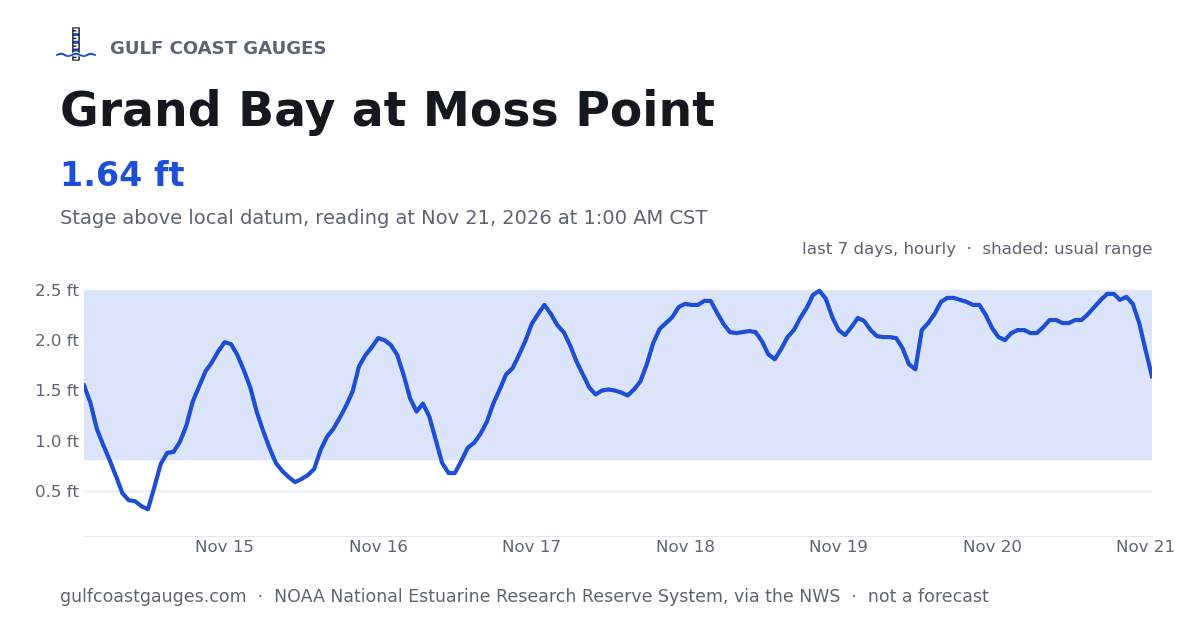 GULF COAST GAUGES
Grand Bay at Moss Point
1.64 ft
Stage above local datum, reading at Nov 21, 2026 at 1:00 AM CST
last 7 days, hourly · shaded: usual range
2.5 ft
2.0 ft
1.5 ft
1.0 ft
0.5 ft
Nov 15 Nov 16 Nov 17 Nov 18 Nov 19 Nov 20 Nov 21
gulfcoastgauges.com · NOAA National Estuarine Research Reserve System, via the NWS · not a forecast